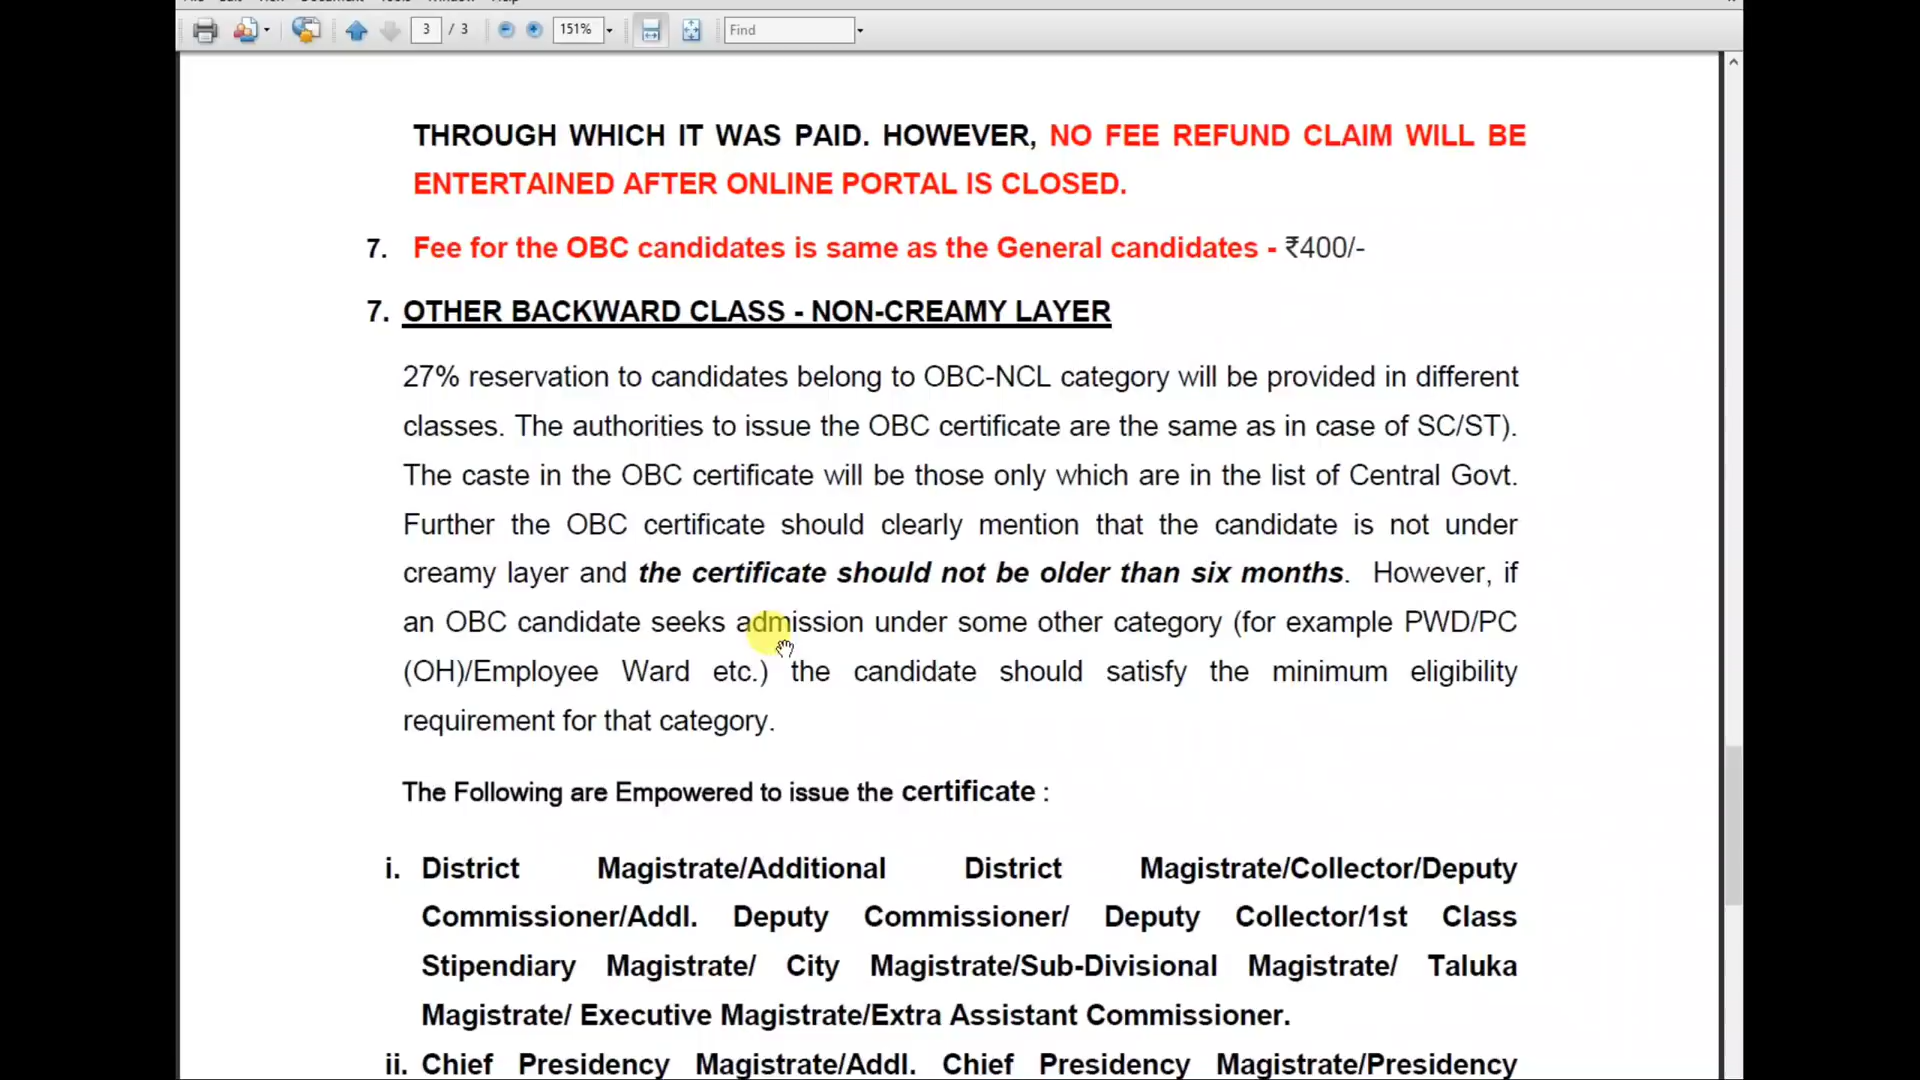 3 / 3 151% Find
THROUGH WHICH IT WAS PAID. HOWEVER, NO FEE REFUND CLAIM WILL BE
ENTERTAINED AFTER ONLINE PORTAL IS CLOSED.
7. Fee for the OBC candidates is same as the General candidates - ₹400/-
7. OTHER BACKWARD CLASS - NON-CREAMY LAYER
27% reservation to candidates belong to OBC-NCL category will be provided in different
classes. The authorities to issue the OBC certificate are the same as in case of SC/ST).
The caste in the OBC certificate will be those only which are in the list of Central Govt.
Further the OBC certificate should clearly mention that the candidate is not under
creamy layer and the certificate should not be older than six months. However, if
an OBC candidate seeks admission under some other category (for example PWD/PC
(OH)/Employee Ward etc.) the candidate should satisfy the minimum eligibility
requirement for that category.
The Following are Empowered to issue the certificate :
i. District Magistrate/Additional District Magistrate/Collector/Deputy
Commissioner/Addl. Deputy Commissioner/ Deputy Collector/1st Class
Stipendiary Magistrate/ City Magistrate/Sub-Divisional Magistrate/ Taluka
Magistrate/ Executive Magistrate/Extra Assistant Commissioner.
ii. Chief Presidency Magistrate/Addl. Chief Presidency Magistrate/Presidency